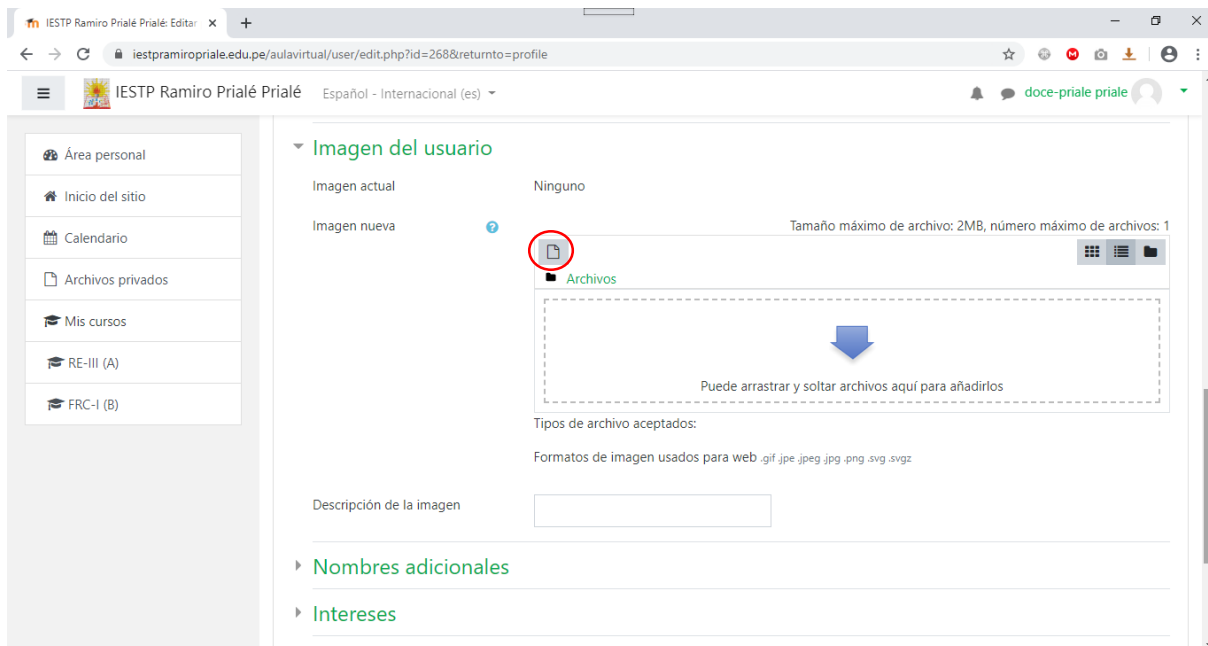 IESTP Ramiro Prialé Prialé: Editar
iestpramiropriale.edu.pe/aulavirtual/user/edit.php?id=268&returnto=profile
IESTP Ramiro Prialé Prialé Español - Internacional (es) doce-priale priale
Área personal
Inicio del sitio
Calendario
Archivos privados
Mis cursos
RE-III (A)
FRC-I (B)
Imagen del usuario
Imagen actual Ninguno
Imagen nueva Tamaño máximo de archivo: 2MB, número máximo de archivos: 1
Archivos
Puede arrastrar y soltar archivos aquí para añadirlos
Tipos de archivo aceptados:
Formatos de imagen usados para web .gif .jpe .jpeg .jpg .png .svg .svgz
Descripción de la imagen
Nombres adicionales
Intereses